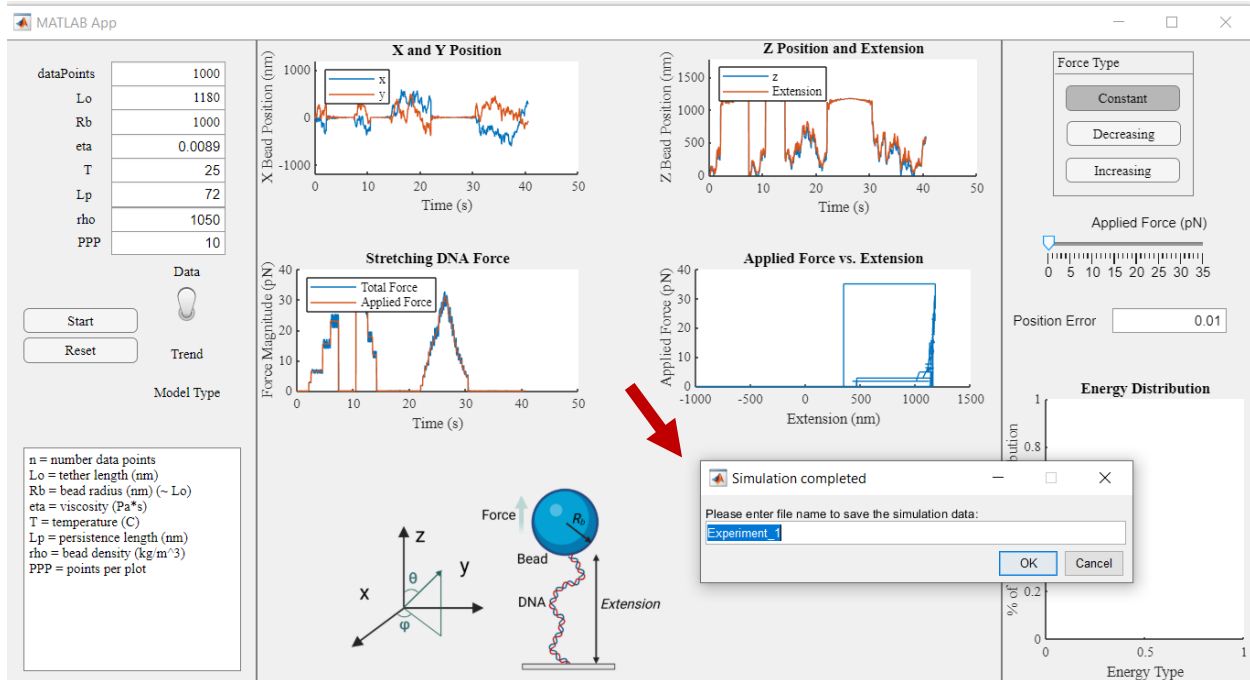 MATLAB App
dataPoints 1000
Lo 1180
Rb 1000
eta 0.0089
T 25
Lp 72
rho 1050
PPP 10
Data
Trend
Model Type
Start
Reset
n = number data points
Lo = tether length (nm)
Rb = bead radius (nm) (~ Lo)
eta = viscosity (Pa*s)
T = temperature (C)
Lp = persistence length (nm)
rho = bead density (kg/m^3)
PPP = points per plot
X and Y Position
X Bead Position (nm)
1000
0
-1000
x
y
0 10 20 30 40 50
Time (s)
Z Position and Extension
Z Bead Position (nm)
1500
1000
500
0
z
Extension
0 10 20 30 40 50
Time (s)
Stretching DNA Force
Force Magnitude (pN)
40
30
20
10
0
Total Force
Applied Force
0 10 20 30 40 50
Time (s)
Applied Force vs. Extension
Applied Force (pN)
40
30
20
10
0
-1000 -500 0 500 1000 1500
Extension (nm)
z
y
x
θ
φ
Force
Rb
Bead
DNA
Extension
Force Type
Constant
Decreasing
Increasing
Applied Force (pN)
0 5 10 15 20 25 30 35
Position Error 0.01
Energy Distribution
1
0.8
0.2
0
% of
0 0.5 1
Energy Type
Simulation completed
Please enter file name to save the simulation data:
Experiment_1
OK Cancel